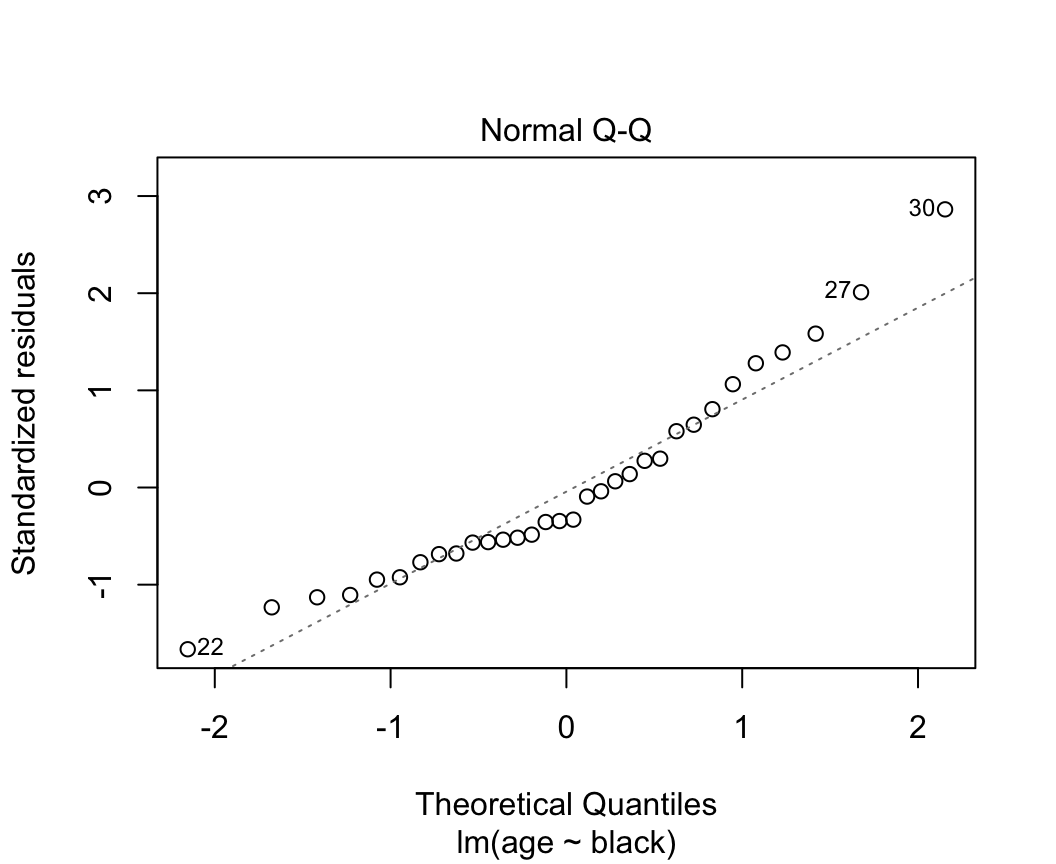 Normal Q-Q
Standardized residuals
3
2
1
0
-1
30
27
22
-2 -1 0 1 2
Theoretical Quantiles
lm(age ~ black)